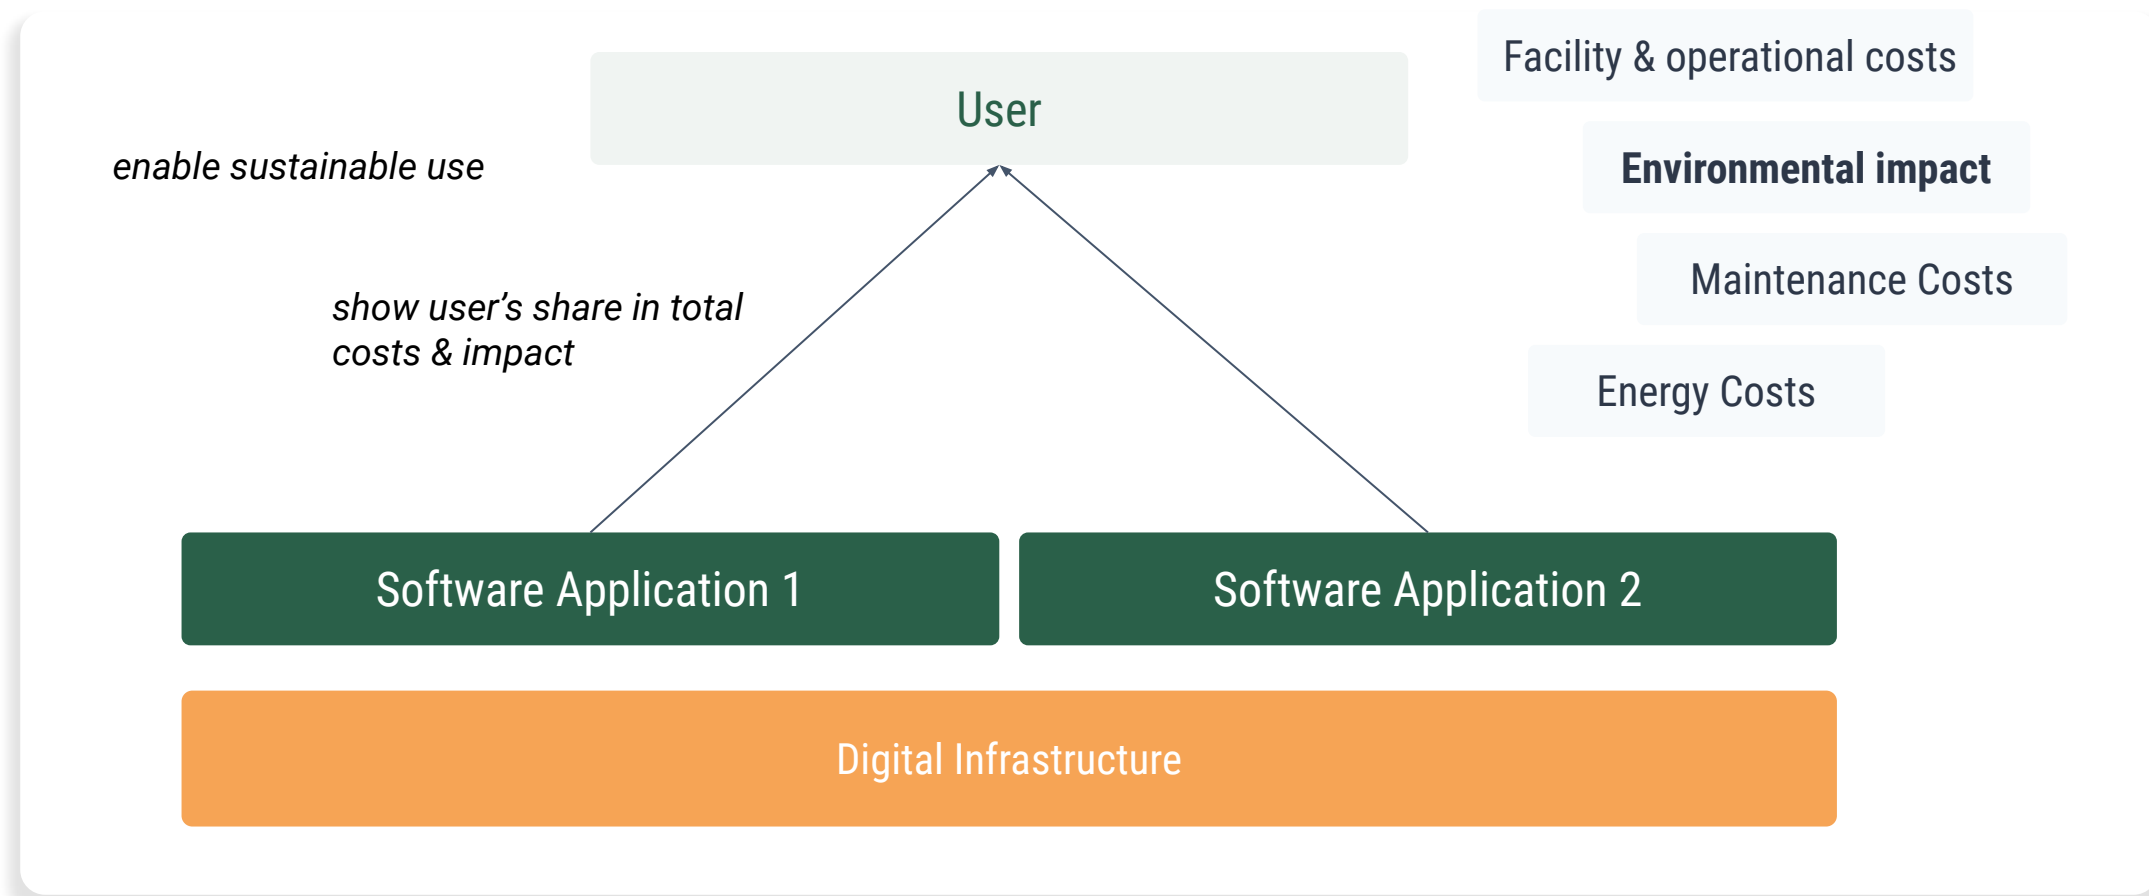 User
enable sustainable use
show user’s share in total
costs & impact
Facility & operational costs
Environmental impact
Maintenance Costs
Energy Costs
Software Application 1
Software Application 2
Digital Infrastructure